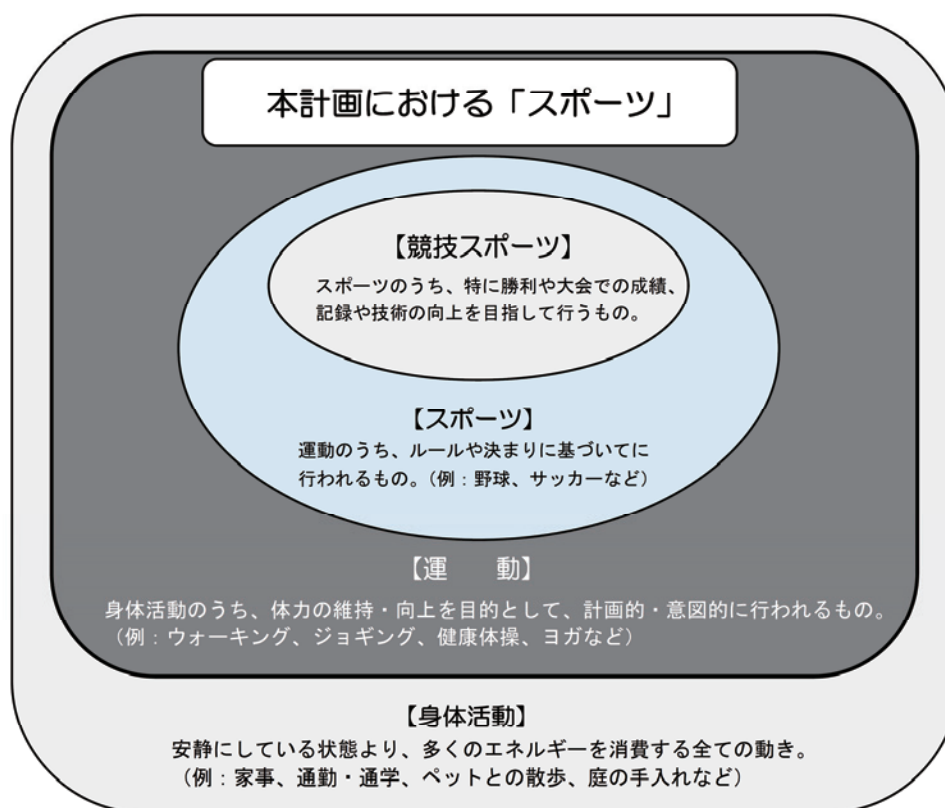 本計画における「スポーツ」
【競技スポーツ】
スポーツのうち、特に勝利や大会での成績、
記録や技術の向上を目指して行うもの。
【スポーツ】
運動のうち、ルールや決まりに基づいてに
行われるもの。（例：野球、サッカーなど）
【運　　動】
身体活動のうち、体力の維持・向上を目的として、計画的・意図的に行われるもの。
（例：ウォーキング、ジョギング、健康体操、ヨガなど）
【身体活動】
安静にしている状態より、多くのエネルギーを消費する全ての動き。
（例：家事、通勤・通学、ペットとの散歩、庭の手入れなど）